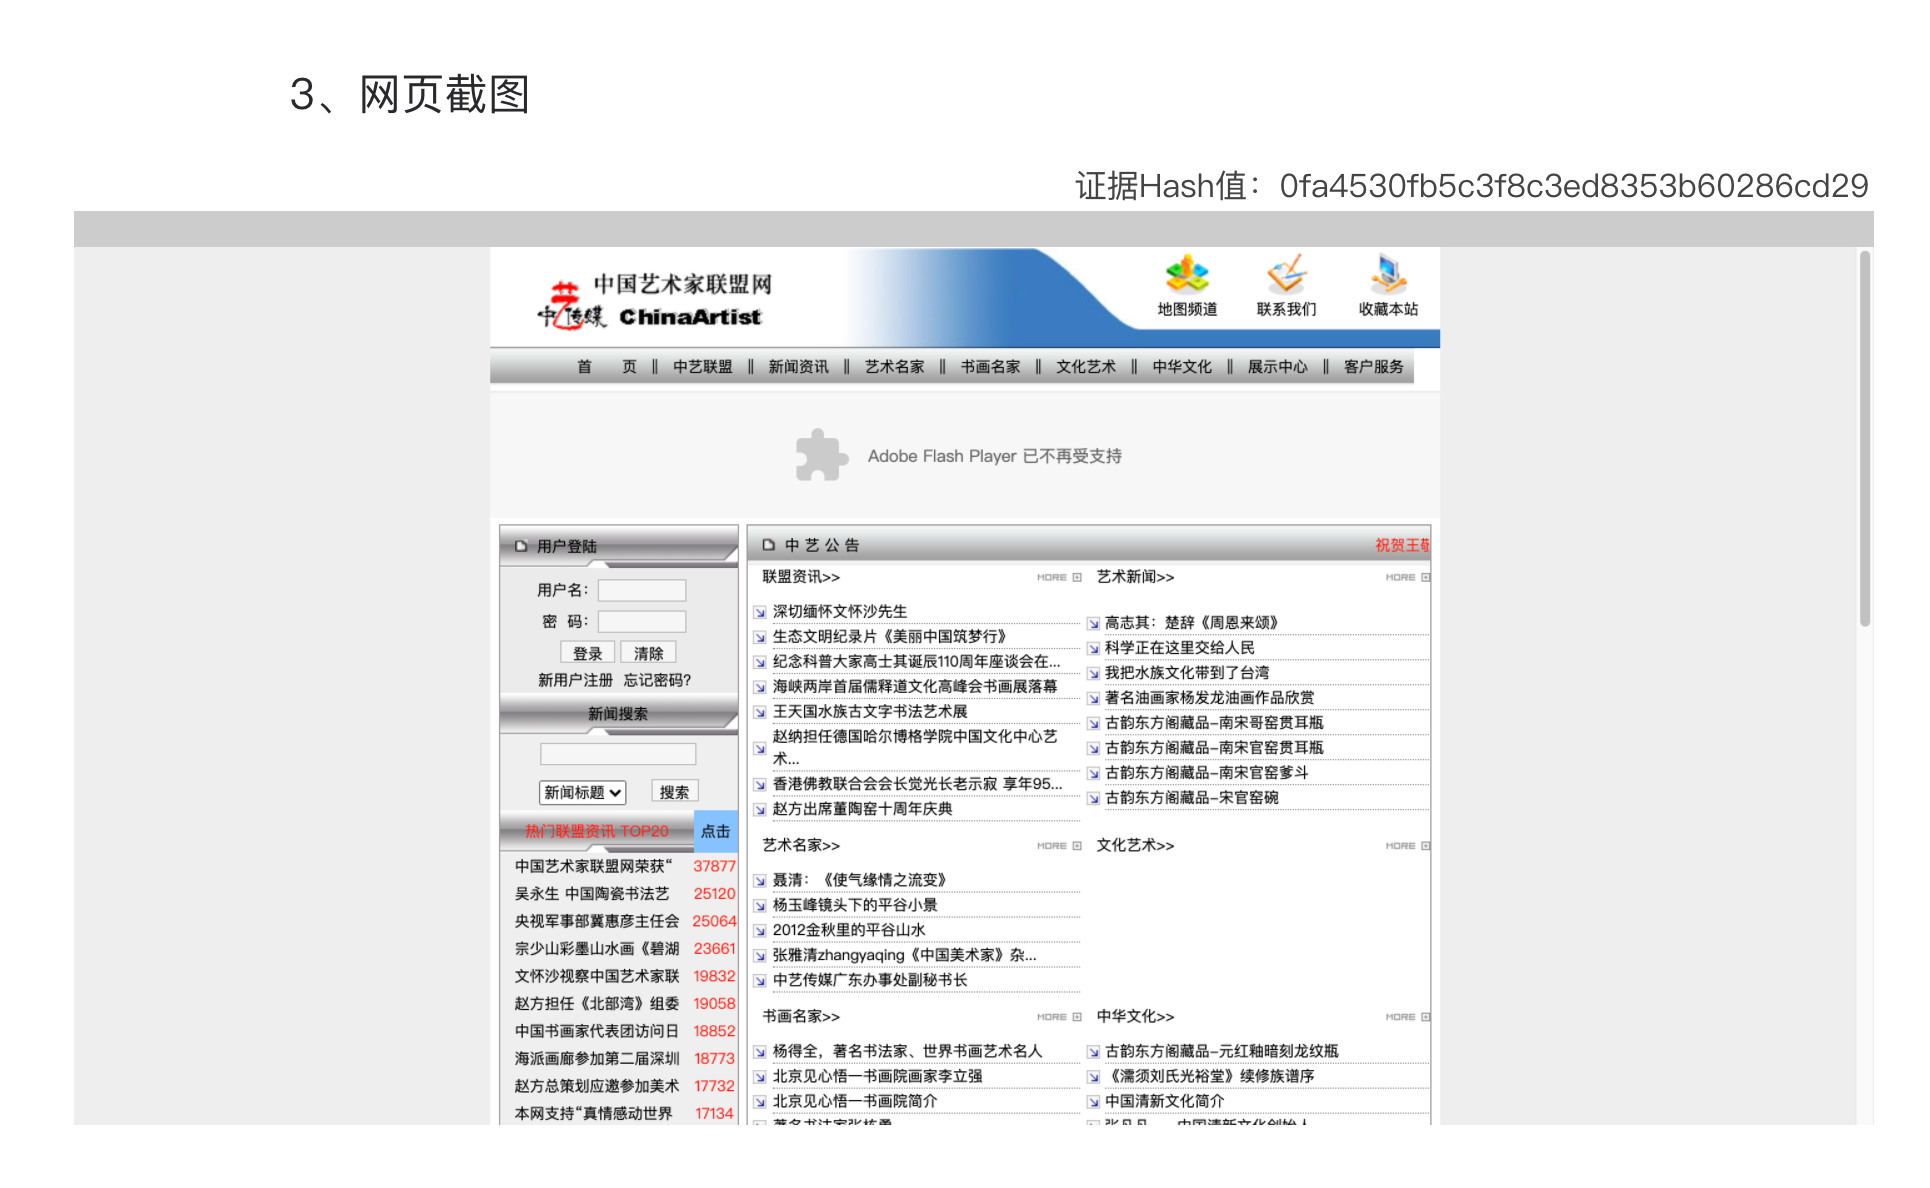 3、网页截图
证据Hash值：0fa4530fb5c3f8c3ed8353b60286cd29
中国艺术家联盟网
中艺传媒 ChinaArtist
地图频道 联系我们 收藏本站
首 页 ‖ 中艺联盟 ‖ 新闻资讯 ‖ 艺术名家 ‖ 书画名家 ‖ 文化艺术 ‖ 中华文化 ‖ 展示中心 ‖ 客户服务
Adobe Flash Player 已不再受支持
用户登陆
用户名：
密 码：
登录 清除
新用户注册 忘记密码?
新闻搜索
新闻标题 搜索
热门联盟资讯 TOP20 点击
中国艺术家联盟网荣获“ 37877
吴永生 中国陶瓷书法艺 25120
央视军事部冀惠彦主任会 25064
宗少山彩墨山水画《碧湖 23661
文怀沙视察中国艺术家联 19832
赵方担任《北部湾》组委 19058
中国书画家代表团访问日 18852
海派画廊参加第二届深圳 18773
赵方总策划应邀参加美术 17732
本网支持“真情感动世界 17134
中 艺 公 告
祝贺王
联盟资讯>> MORE
深切缅怀文怀沙先生
生态文明纪录片《美丽中国筑梦行》
纪念科普大家高士其诞辰110周年座谈会在...
海峡两岸首届儒释道文化高峰会书画展落幕
王天国水族古文字书法艺术展
赵纳担任德国哈尔博格学院中国文化中心艺
术...
香港佛教联合会会长觉光长老示寂 享年95...
赵方出席董陶窑十周年庆典
艺术新闻>> MORE
高志其：楚辞《周恩来颂》
科学正在这里交给人民
我把水族文化带到了台湾
著名油画家杨发龙油画作品欣赏
古韵东方阁藏品–南宋哥窑贯耳瓶
古韵东方阁藏品–南宋官窑贯耳瓶
古韵东方阁藏品–南宋官窑爹斗
古韵东方阁藏品–宋官窑碗
艺术名家>> MORE
聂清：《使气缘情之流变》
杨玉峰镜头下的平谷小景
2012金秋里的平谷山水
张雅清zhangyaqing《中国美术家》杂...
中艺传媒广东办事处副秘书长
文化艺术>> MORE
书画名家>> MORE
杨得全，著名书法家、世界书画艺术名人
北京见心悟一书画院画家李立强
北京见心悟一书画院简介
中华文化>> MORE
古韵东方阁藏品–元红釉暗刻龙纹瓶
《濡须刘氏光裕堂》续修族谱序
中国清新文化简介